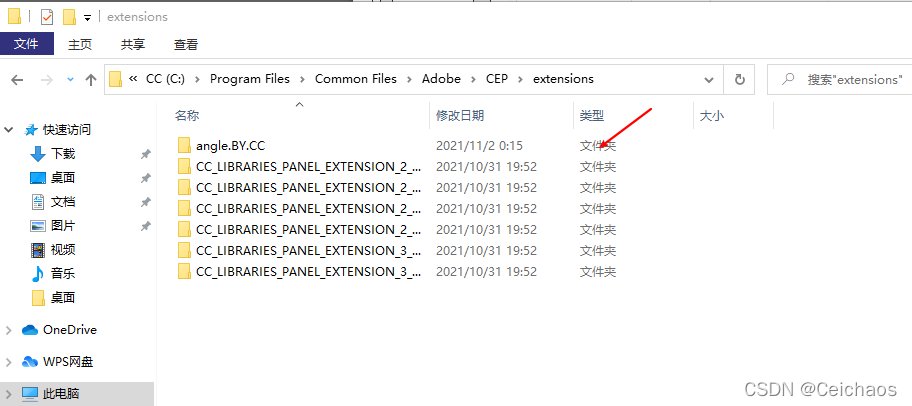 extensions
文件 主页 共享 查看
« CC (C:) > Program Files > Common Files > Adobe > CEP > extensions 搜索"extensions"
名称 修改日期 类型 大小
快速访问
下载
桌面
文档
图片
视频
音乐
桌面
OneDrive
WPS网盘
此电脑
angle.BY.CC 2021/11/2 0:15 文件夹
CC_LIBRARIES_PANEL_EXTENSION_2_... 2021/10/31 19:52 文件夹
CC_LIBRARIES_PANEL_EXTENSION_2_... 2021/10/31 19:52 文件夹
CC_LIBRARIES_PANEL_EXTENSION_2_... 2021/10/31 19:52 文件夹
CC_LIBRARIES_PANEL_EXTENSION_2_... 2021/10/31 19:52 文件夹
CC_LIBRARIES_PANEL_EXTENSION_3_... 2021/10/31 19:52 文件夹
CC_LIBRARIES_PANEL_EXTENSION_3_... 2021/10/31 19:52 文件夹
CSDN @Ceichaos